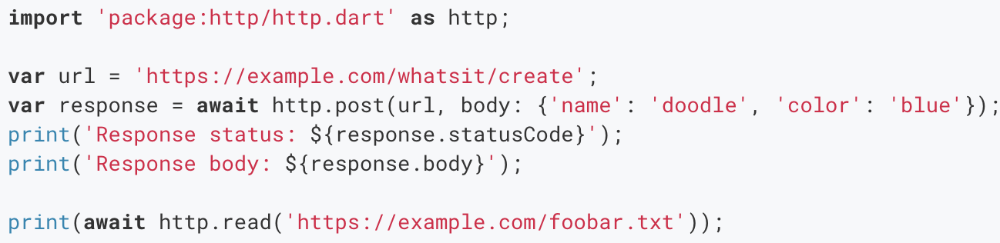 import 'package:http/http.dart' as http;
var url = 'https://example.com/whatsit/create';
var response = await http.post(url, body: {'name': 'doodle', 'color': 'blue'});
print('Response status: ${response.statusCode}');
print('Response body: ${response.body}');
print(await http.read('https://example.com/foobar.txt'));